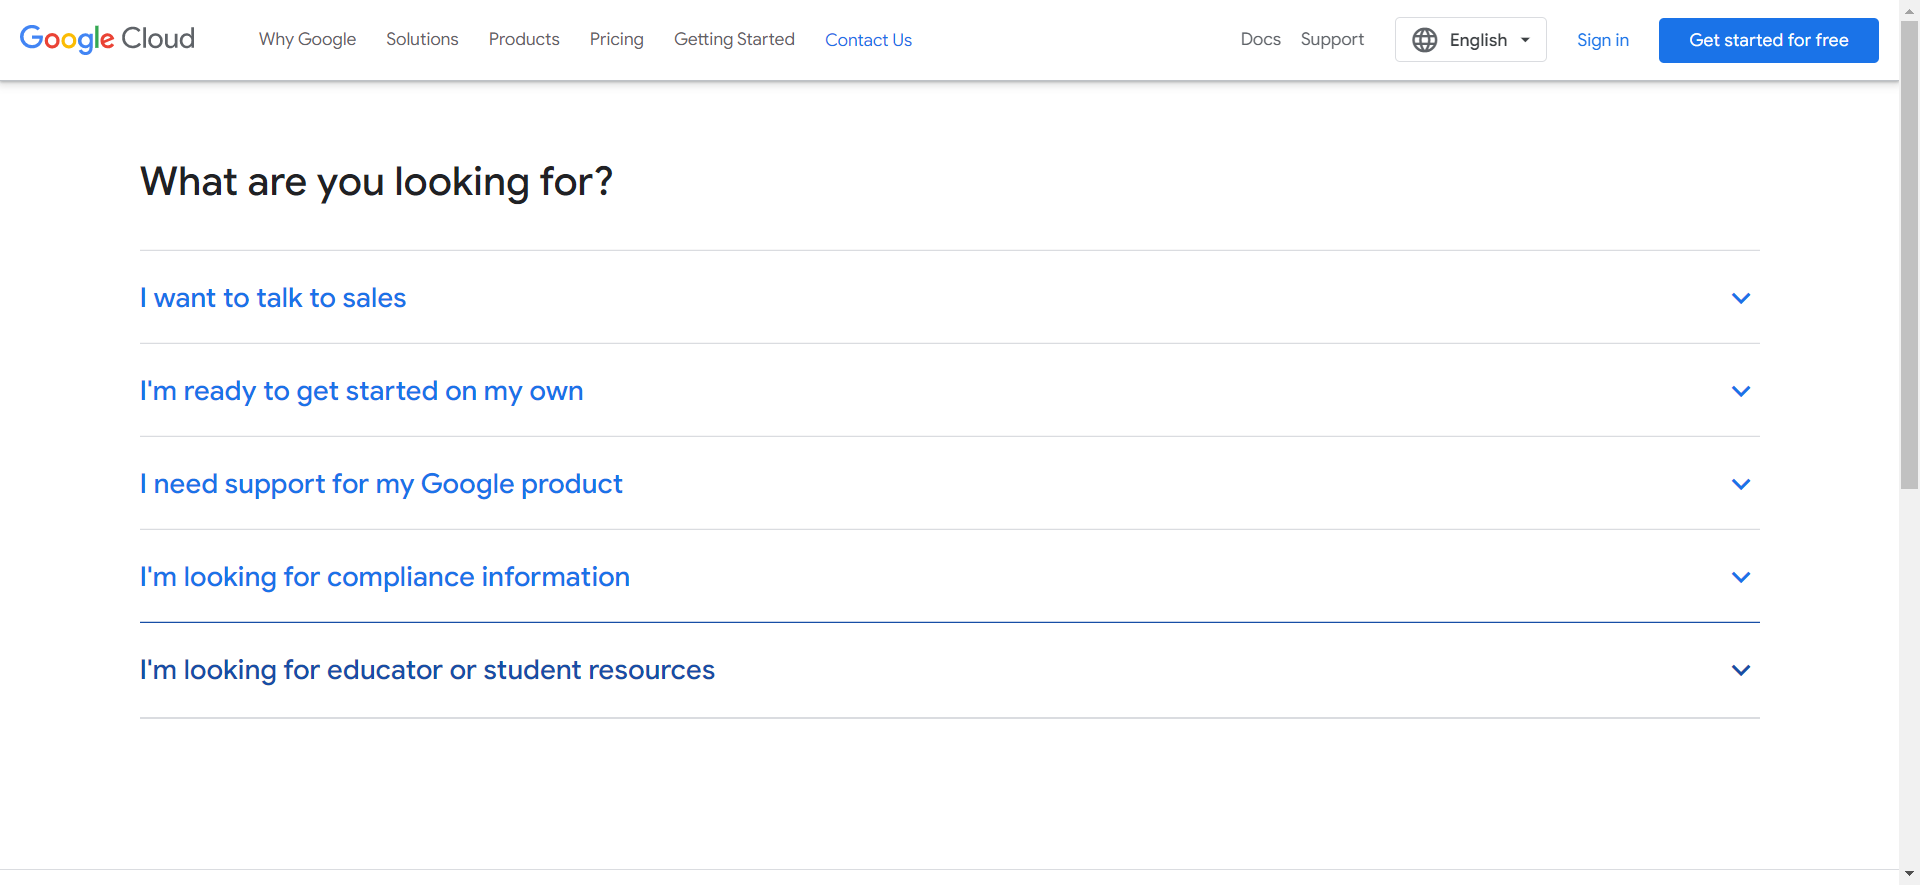 Google Cloud Why Google Solutions Products Pricing Getting Started Contact Us Docs Support English Sign in Get started for free
What are you looking for?
I want to talk to sales
I'm ready to get started on my own
I need support for my Google product
I'm looking for compliance information
I'm looking for educator or student resources